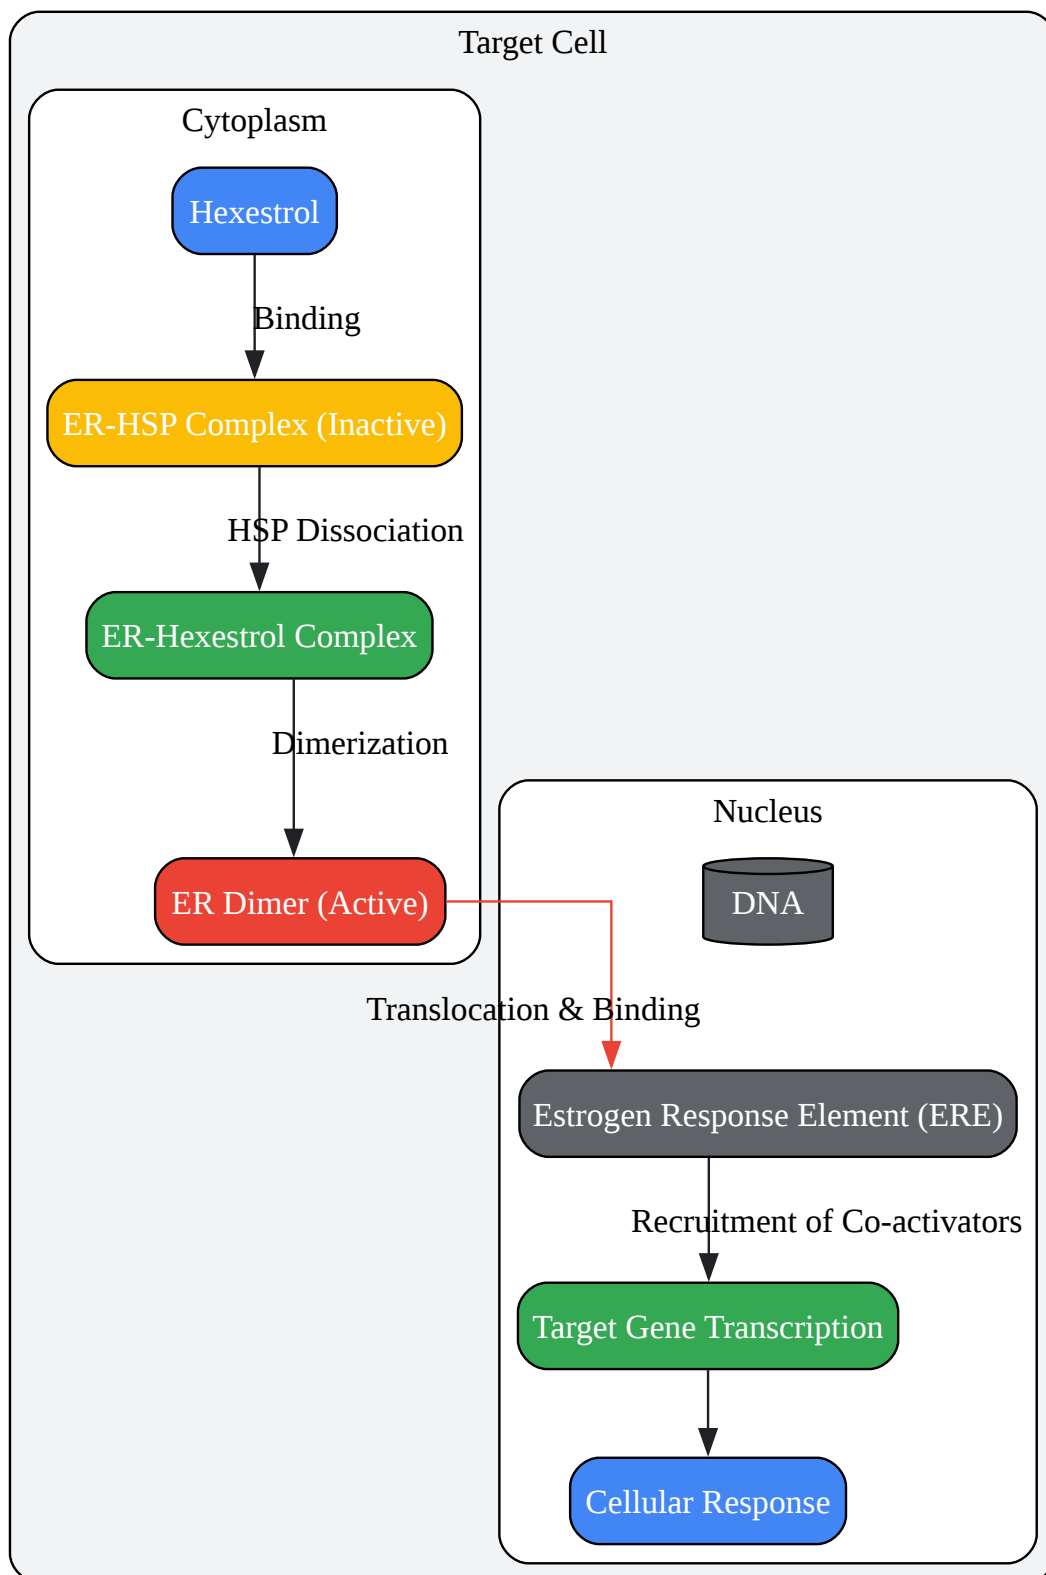 Target Cell
Cytoplasm
Hexestrol
Binding
ER-HSP Complex (Inactive)
HSP Dissociation
ER-Hexestrol Complex
Dimerization
ER Dimer (Active)
Nucleus
DNA
Translocation & Binding
Estrogen Response Element (ERE)
Recruitment of Co-activators
Target Gene Transcription
Cellular Response